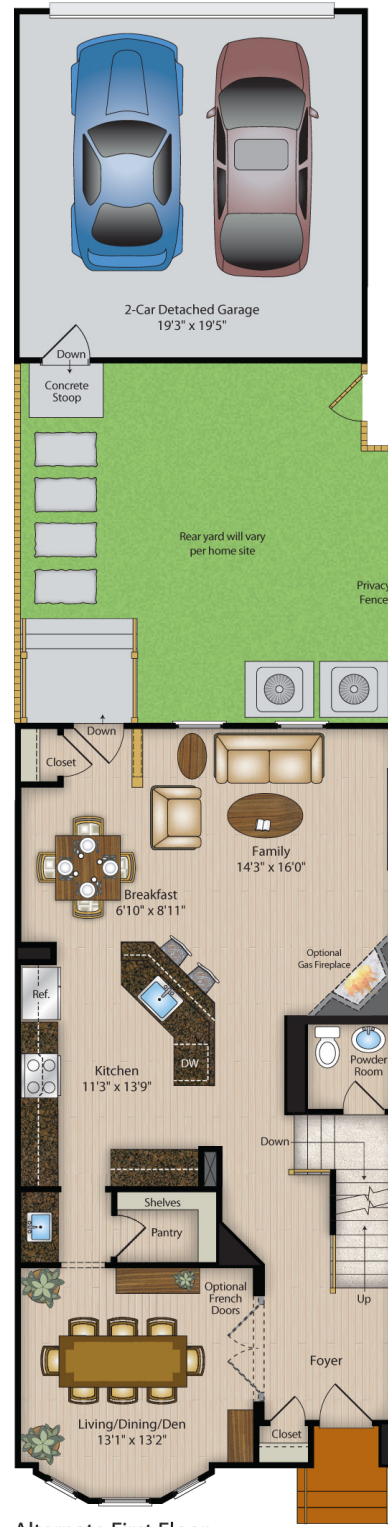 2-Car Detached Garage
19'3" x 19'5"
Down
Concrete
Stoop
Rear yard will vary
per home site
Privacy
Fence
Down
Closet
Family
14'3" x 16'0"
Breakfast
6'10" x 8'11"
Optional
Gas Fireplace
Ref.
DW
Powder
Room
Kitchen
11'3" x 13'9"
Down
Shelves
Pantry
Optional
French
Doors
Up
Foyer
Living/Dining/Den
13'1" x 13'2"
Closet
Alternate First Floor